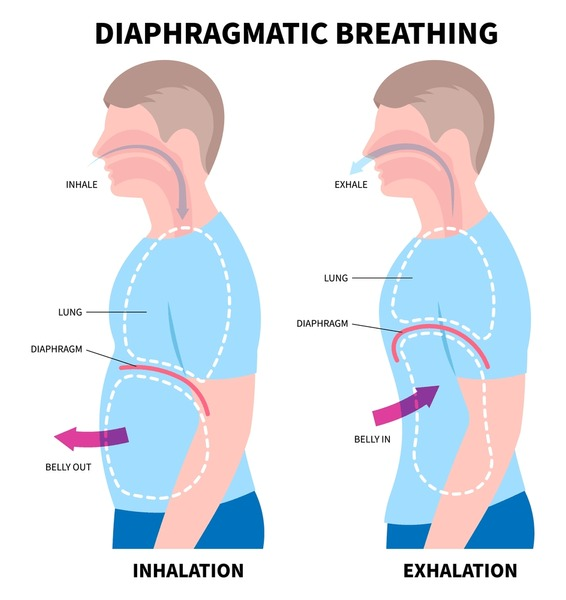 DIAPHRAGMATIC BREATHING
INHALE
LUNG
DIAPHRAGM
BELLY OUT
INHALATION
EXHALE
LUNG
DIAPHRAGM
BELLY IN
EXHALATION